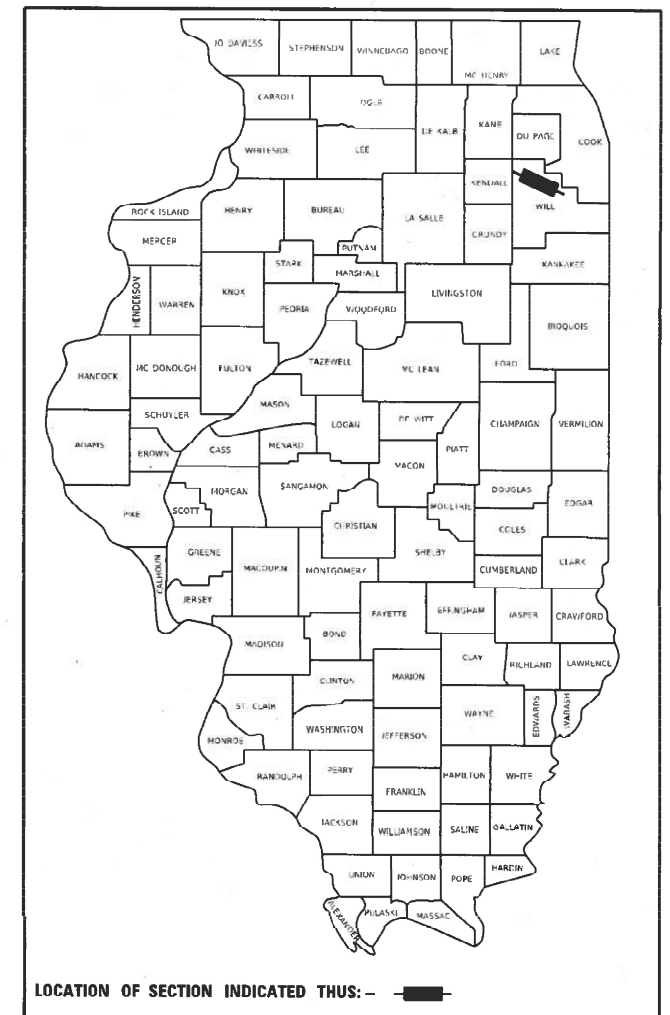 JO DAVIESS STEPHENSON WINNEBAGO BOONE MC HENRY LAKE
CARROLL OGLE DE KALB KANE DU PAGE COOK
WHITESIDE LEE KENDALL WILL
ROCK ISLAND HENRY BUREAU LA SALLE GRUNDY
MERCER PUTNAM
STARK MARSHALL KANKAKEE
HENDERSON WARREN KNOX PEORIA WOODFORD LIVINGSTON IROQUOIS
HANCOCK MC DONOUGH FULTON TAZEWELL MC LEAN FORD
SCHUYLER MASON LOGAN DE WITT CHAMPAIGN VERMILION
ADAMS BROWN CASS MENARD MACON PIATT
PIKE SCOTT MORGAN SANGAMON MOULTRIE DOUGLAS EDGAR
CHRISTIAN COLES
CALHOUN GREENE MACOUPIN MONTGOMERY SHELBY CUMBERLAND CLARK
JERSEY FAYETTE EFFINGHAM JASPER CRAWFORD
MADISON BOND CLAY RICHLAND LAWRENCE
CLINTON MARION
ST. CLAIR WAYNE EDWARDS WABASH
MONROE WASHINGTON JEFFERSON
RANDOLPH PERRY HAMILTON WHITE
FRANKLIN
JACKSON WILLIAMSON SALINE GALLATIN
UNION JOHNSON POPE HARDIN
ALEXANDER PULASKI MASSAC
LOCATION OF SECTION INDICATED THUS: –